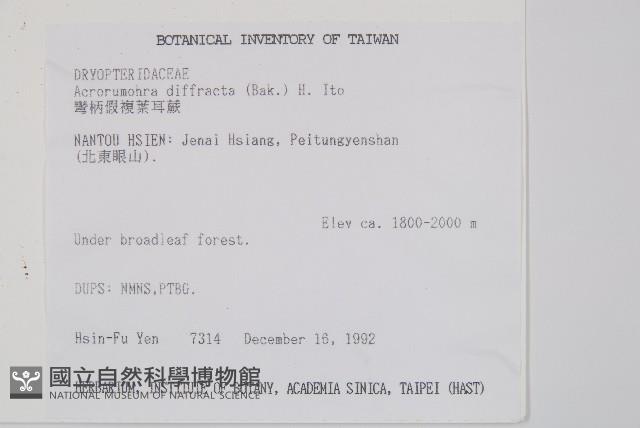 BOTANICAL INVENTORY OF TAIWAN
DRYOPTERIDACEAE
Acrorumohra diffracta (Bak.) H. Ito
彎柄假複葉耳蕨
NANTOU HSIEN: Jenai Hsiang, Peitungyenshan
(北東眼山).
Elev ca. 1800-2000 m
Under broadleaf forest.
DUPS: NMNS,PTBG.
Hsin-Fu Yen 7314 December 16, 1992
國立自然科學博物館
HERBARIUM, INSTITUTE OF BOTANY, ACADEMIA SINICA, TAIPEI (HAST)
NATIONAL MUSEUM OF NATURAL SCIENCE